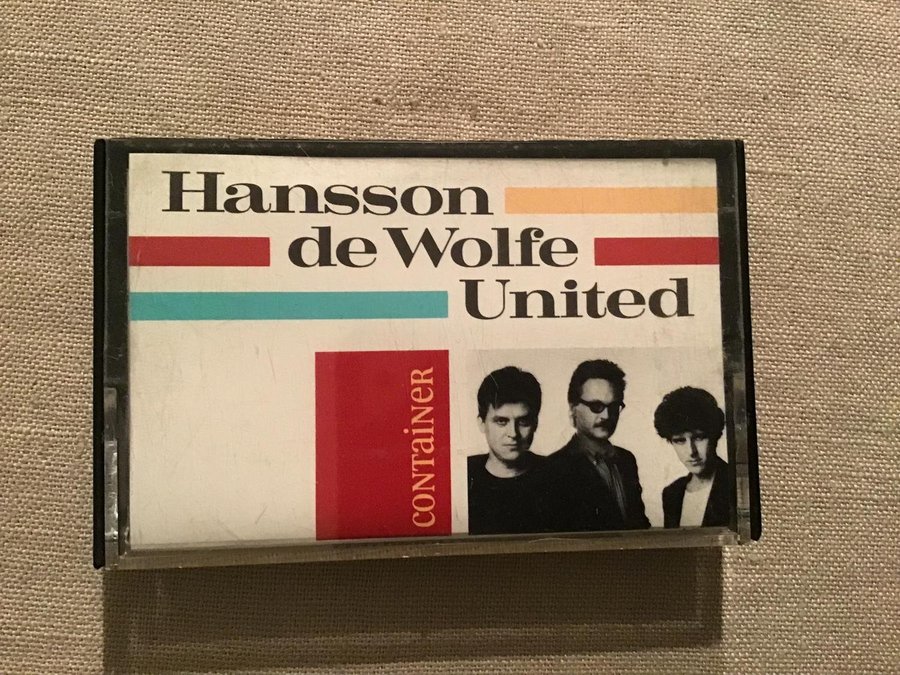 Hansson
de Wolfe
United
CONTaiNeR